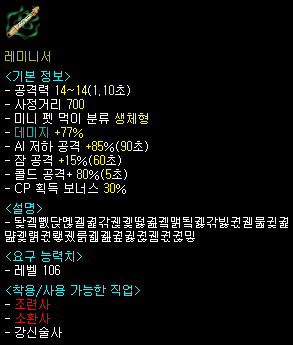 레미니서
<기본 정보>
- 공격력 14~14(1.10초)
- 사정거리 700
- 미니 펫 먹이 분류 생체형
- 데미지 +77%
- AI 저하 공격 +85%(90초)
- 잠 공격 +15%(60초)
- 콜드 공격+ 80%(5초)
- CP 획득 보너스 30%
<설명>
<요구 능력치>
- 레벨 106
<착용/사용 가능한 직업>
- 조련사
- 소환사
- 강신술사